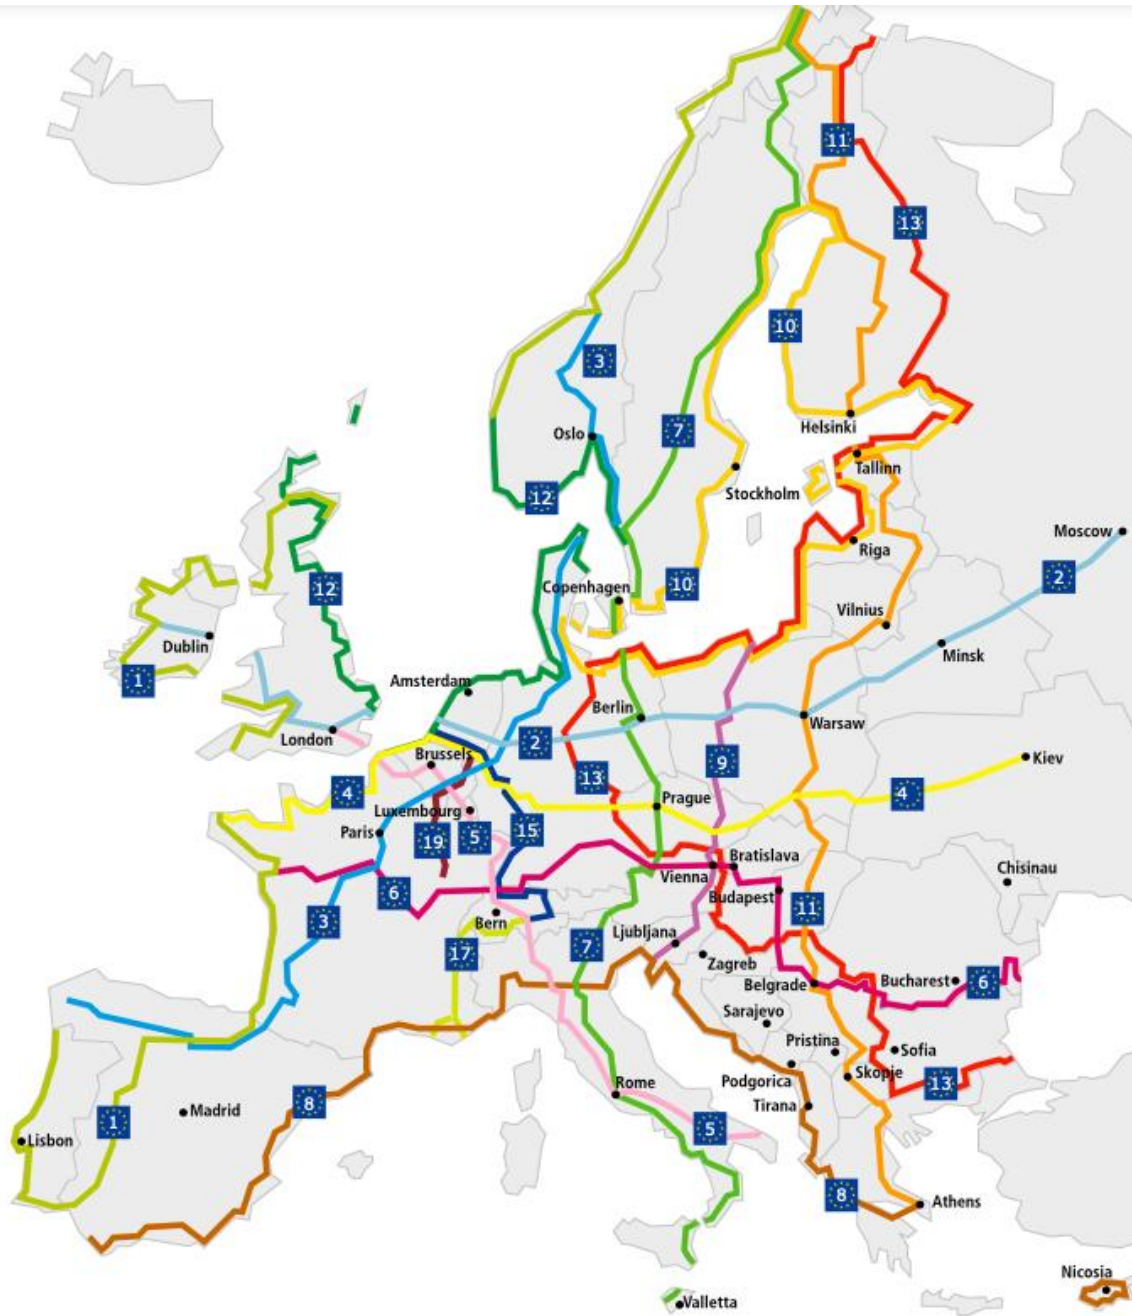 11
13
3
10
7
Oslo
Helsinki
Tallinn
Stockholm
12
Moscow
Riga
2
12
Copenhagen
10
Vilnius
Dublin
Minsk
1
Amsterdam
Berlin
Warsaw
London
2
Brussels
9
Kiev
13
4
4
Luxembourg
Prague
Paris
19
5
15
Bratislava
Chisinau
Vienna
6
Budapest
3
Bern
11
Ljubljana
17
7
Zagreb
Belgrade
Bucharest
6
Sarajevo
Pristina
Sofia
Podgorica
Skopje
13
Rome
Tirana
8
Madrid
1
Lisbon
5
8
Athens
Nicosia
Valletta